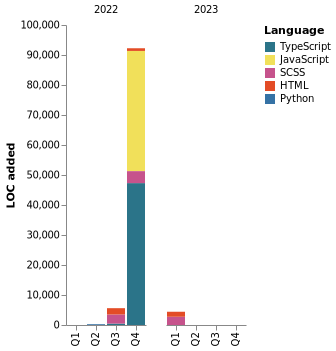 2022 2023
Language
TypeScript
JavaScript
SCSS
HTML
Python
LOC added
100,000
90,000
80,000
70,000
60,000
50,000
40,000
30,000
20,000
10,000
0
Q1 Q2 Q3 Q4 Q1 Q2 Q3 Q4